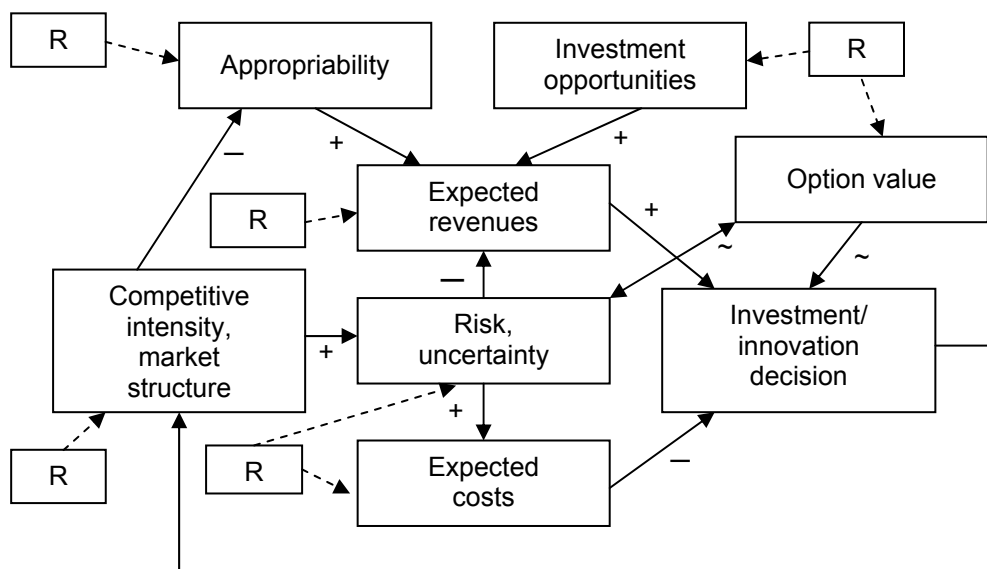 R
Appropriability
Investment
opportunities
R
+
+
—
Option value
Expected
revenues
R
+
~
~
—
Competitive
intensity,
market
structure
+
Risk,
uncertainty
Investment/
innovation
decision
+
R
R
Expected
costs
—